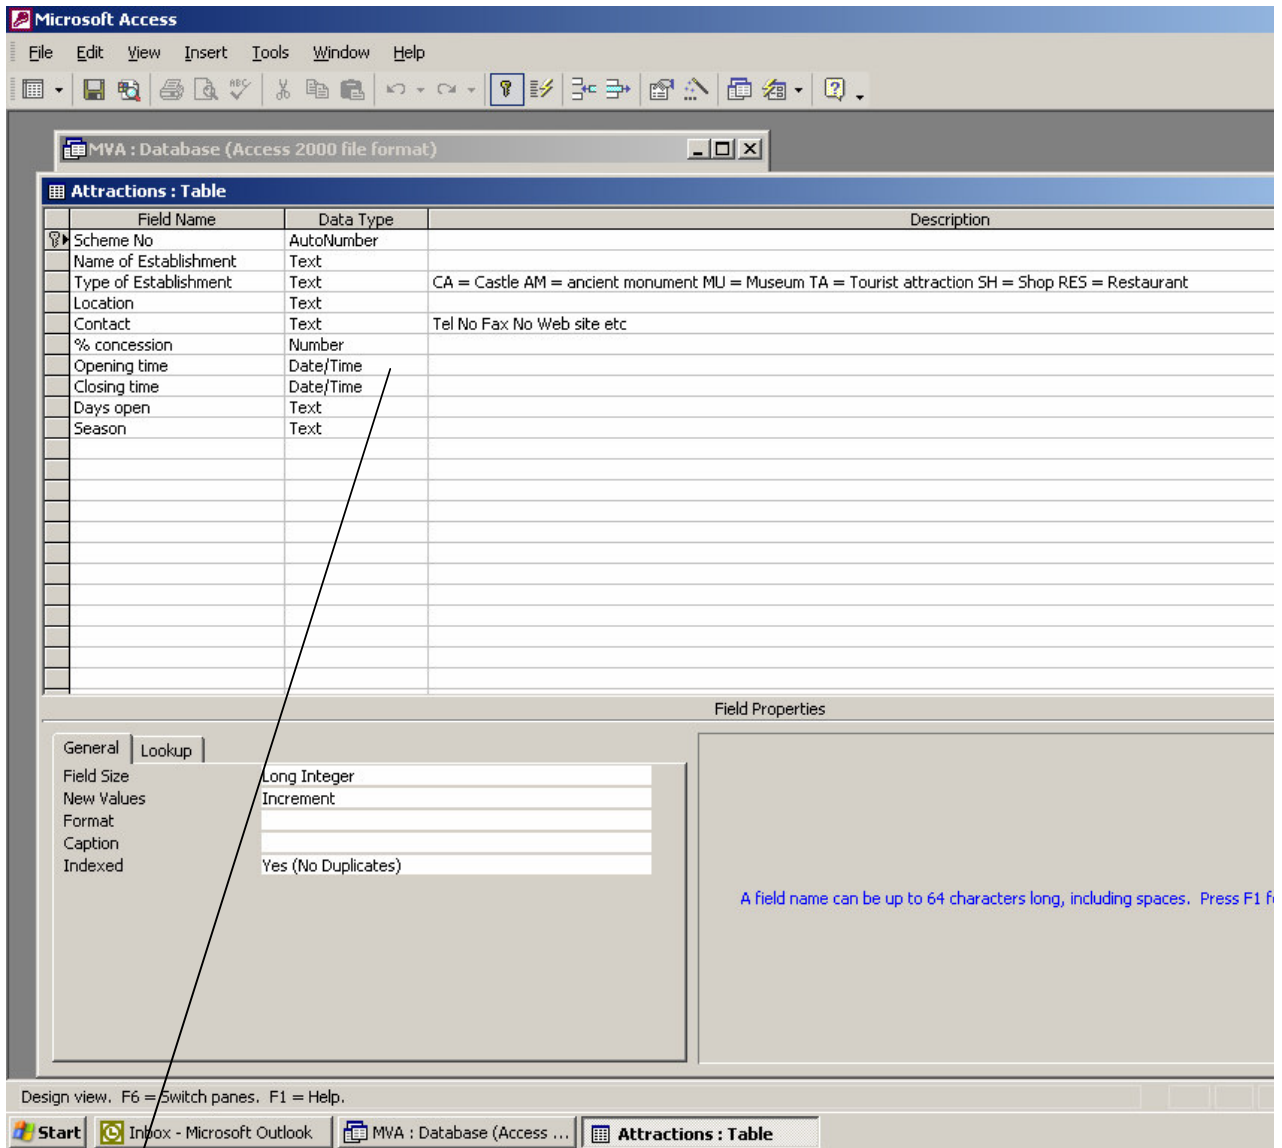 Microsoft Access
File Edit View Insert Tools Window Help
MVA : Database (Access 2000 file format)
Attractions : Table
Field Name Data Type Description
Scheme No AutoNumber
Name of Establishment Text
Type of Establishment Text CA = Castle AM = ancient monument MU = Museum TA = Tourist attraction SH = Shop RES = Restaurant
Location Text
Contact Text Tel No Fax No Web site etc
% concession Number
Opening time Date/Time
Closing time Date/Time
Days open Text
Season Text
Field Properties
General Lookup
Field Size Long Integer
New Values Increment
Format
Caption
Indexed Yes (No Duplicates)
A field name can be up to 64 characters long, including spaces. Press F1 f
Design view. F6 = Switch panes. F1 = Help.
Start Inbox - Microsoft Outlook MVA : Database (Access ... Attractions : Table